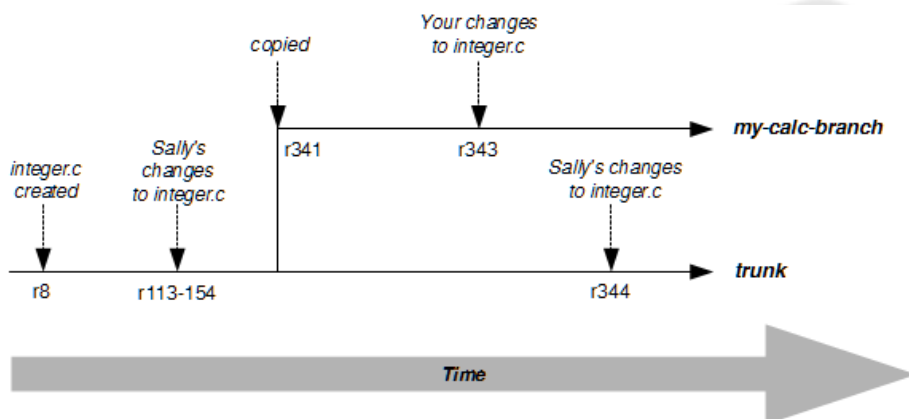 copied
Your changes
to integer.c
my-calc-branch
r341
r343
integer.c
created
Sally's
changes
to integer.c
Sally's changes
to integer.c
trunk
r8
r113-154
r344
Time